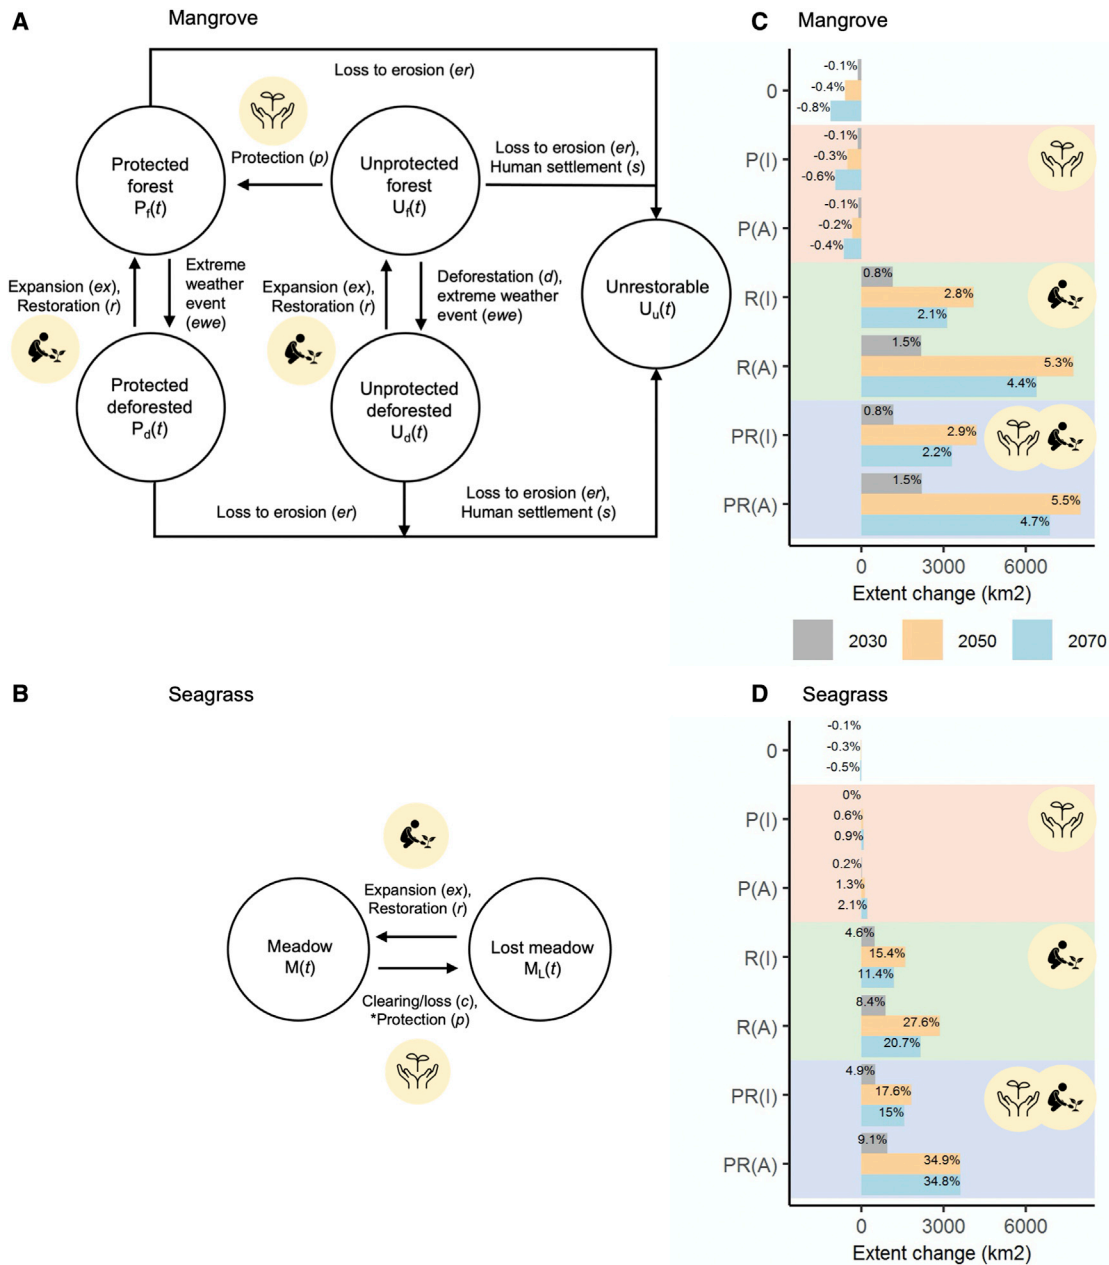 A
Mangrove
Loss to erosion (er)
Protection (p)
Protected
forest
Pf(t)
Unprotected
forest
Uf(t)
Loss to erosion (er),
Human settlement (s)
Unrestorable
Uu(t)
Expansion (ex),
Restoration (r)
Extreme
weather
event
(ewe)
Expansion (ex),
Restoration (r)
Deforestation (d),
extreme weather
event (ewe)
Protected
deforested
Pd(t)
Unprotected
deforested
Ud(t)
Loss to erosion (er)
Loss to erosion (er),
Human settlement (s)
C
Mangrove
0
-0.1%
-0.4%
-0.8%
P(I)
-0.1%
-0.3%
-0.6%
P(A)
-0.1%
-0.2%
-0.4%
R(I)
0.8%
2.8%
2.1%
R(A)
1.5%
5.3%
4.4%
PR(I)
0.8%
2.9%
2.2%
PR(A)
1.5%
5.5%
4.7%
0 3000 6000
Extent change (km2)
2030 2050 2070
B
Seagrass
Expansion (ex),
Restoration (r)
Meadow
M(t)
Lost meadow
ML(t)
Clearing/loss (c),
*Protection (p)
D
Seagrass
0
-0.1%
-0.3%
-0.5%
P(I)
0%
0.6%
0.9%
P(A)
0.2%
1.3%
2.1%
R(I)
4.6%
15.4%
11.4%
R(A)
8.4%
27.6%
20.7%
PR(I)
4.9%
17.6%
15%
PR(A)
9.1%
34.9%
34.8%
0 3000 6000
Extent change (km2)